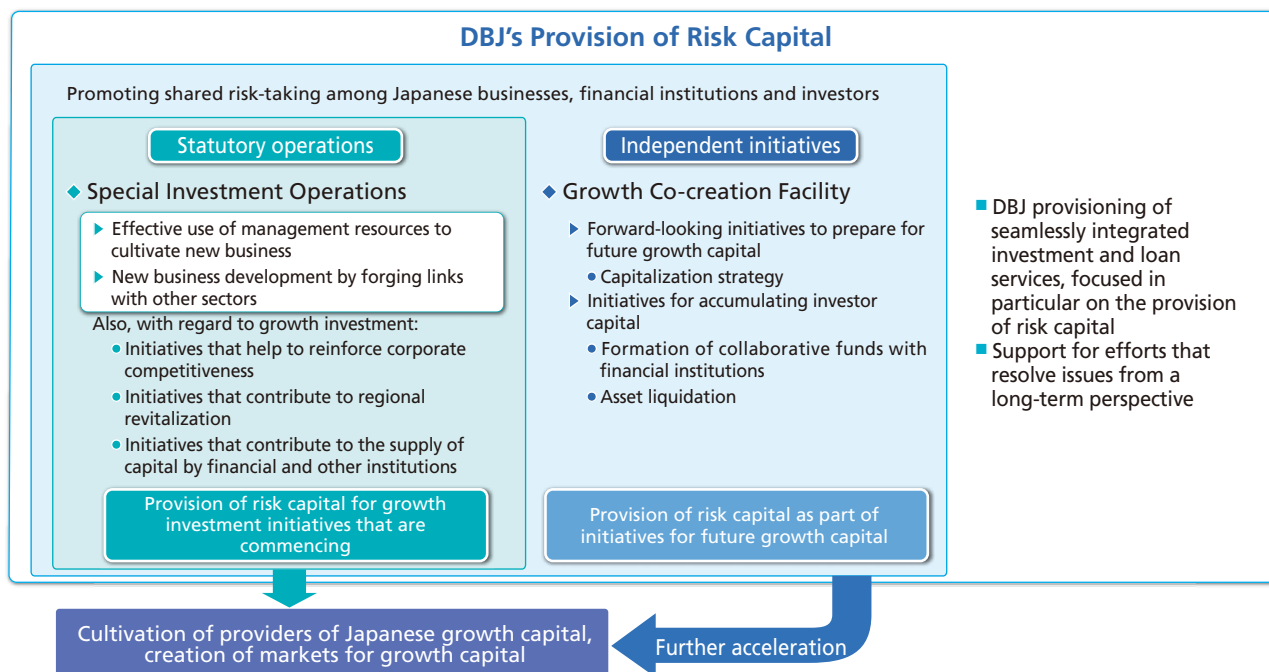 DBJ's Provision of Risk Capital
Promoting shared risk-taking among Japanese businesses, financial institutions and investors
Statutory operations
Special Investment Operations
Effective use of management resources to
cultivate new business
New business development by forging links
with other sectors
Also, with regard to growth investment:
Initiatives that help to reinforce corporate
competitiveness
Initiatives that contribute to regional
revitalization
Initiatives that contribute to the supply of
capital by financial and other institutions
Provision of risk capital for growth
investment initiatives that are
commencing
Independent initiatives
Growth Co-creation Facility
Forward-looking initiatives to prepare for
future growth capital
Capitalization strategy
Initiatives for accumulating investor
capital
Formation of collaborative funds with
financial institutions
Asset liquidation
Provision of risk capital as part of
initiatives for future growth capital
DBJ provisioning of
seamlessly integrated
investment and loan
services, focused in
particular on the provision
of risk capital
Support for efforts that
resolve issues from a
long-term perspective
Cultivation of providers of Japanese growth capital,
creation of markets for growth capital
Further acceleration